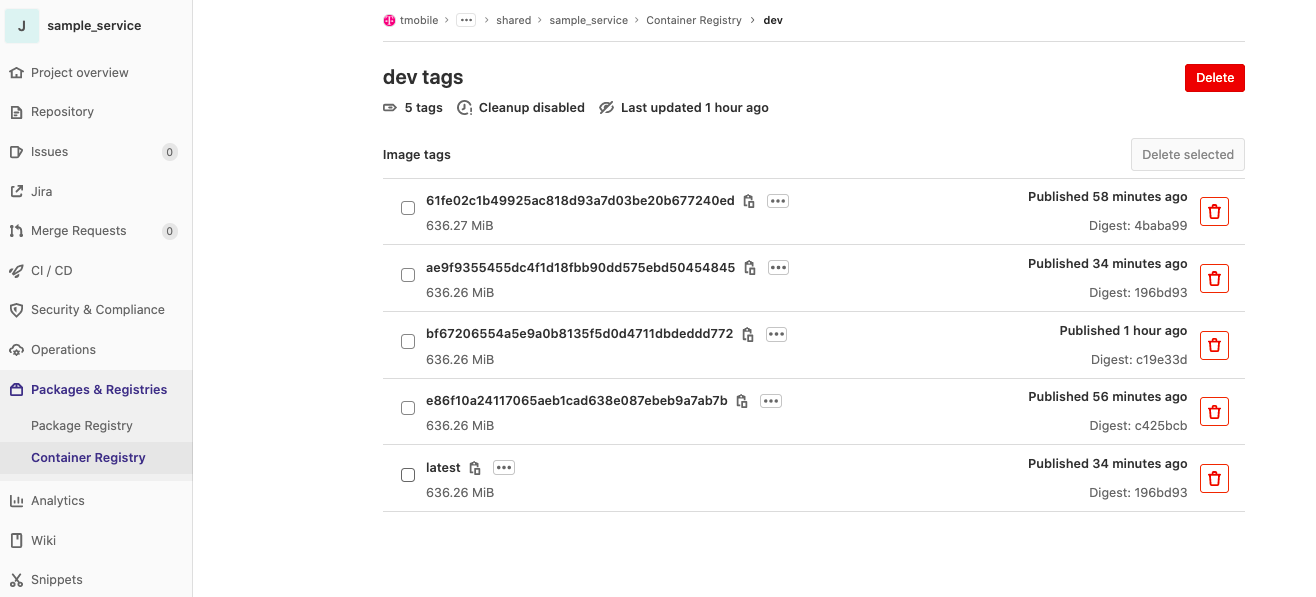 J sample_service
Project overview
Repository
Issues 0
Jira
Merge Requests 0
CI / CD
Security & Compliance
Operations
Packages & Registries
Package Registry
Container Registry
Analytics
Wiki
Snippets
tmobile > ••• > shared > sample_service > Container Registry > dev
dev tags Delete
5 tags Cleanup disabled Last updated 1 hour ago
Image tags Delete selected
61fe02c1b49925ac818d93a7d03be20b677240ed Published 58 minutes ago
636.27 MiB Digest: 4baba99
ae9f9355455dc4f1d18fbb90dd575ebd50454845 Published 34 minutes ago
636.26 MiB Digest: 196bd93
bf67206554a5e9a0b8135f5d0d4711dbdeddd772 Published 1 hour ago
636.26 MiB Digest: c19e33d
e86f10a24117065aeb1cad638e087ebeb9a7ab7b Published 56 minutes ago
636.26 MiB Digest: c425bcb
latest Published 34 minutes ago
636.26 MiB Digest: 196bd93